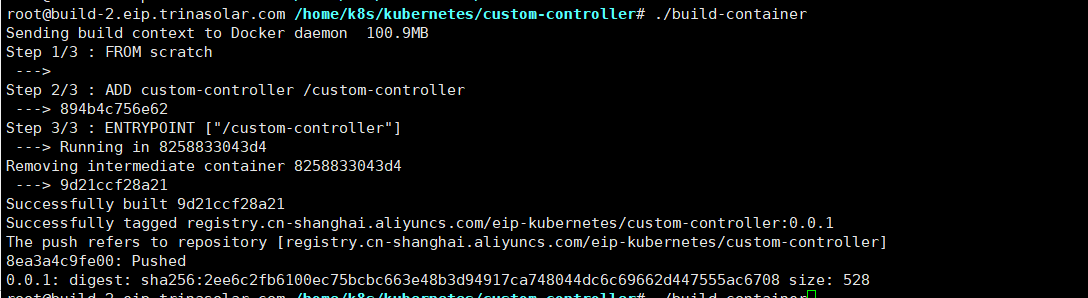 root@build-2.eip.trinasolar.com /home/k8s/kubernetes/custom-controller# ./build-container
Sending build context to Docker daemon  100.9MB
Step 1/3 : FROM scratch
 --->
Step 2/3 : ADD custom-controller /custom-controller
 ---> 894b4c756e62
Step 3/3 : ENTRYPOINT ["/custom-controller"]
 ---> Running in 8258833043d4
Removing intermediate container 8258833043d4
 ---> 9d21ccf28a21
Successfully built 9d21ccf28a21
Successfully tagged registry.cn-shanghai.aliyuncs.com/eip-kubernetes/custom-controller:0.0.1
The push refers to repository [registry.cn-shanghai.aliyuncs.com/eip-kubernetes/custom-controller]
8ea3a4c9fe00: Pushed
0.0.1: digest: sha256:2ee6c2fb6100ec75bcbc663e48b3d94917ca748044dc6c69662d447555ac6708 size: 528
root@build-2.eip.trinasolar.com /home/k8s/kubernetes/custom-controller# ./build-container